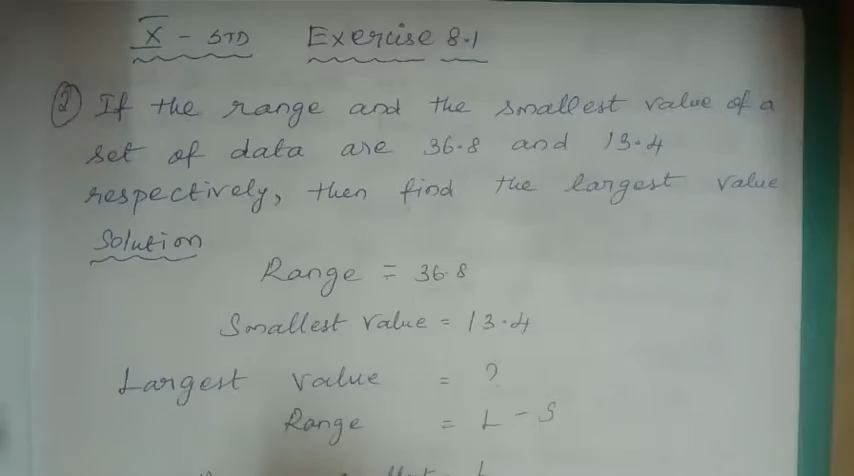 X - STD Exercise 8.1
② If the range and the smallest value of a
set of data are 36.8 and 13.4
respectively, then find the largest value
Solution
Range = 36.8
Smallest value = 13.4
Largest value = ?
Range = L - S